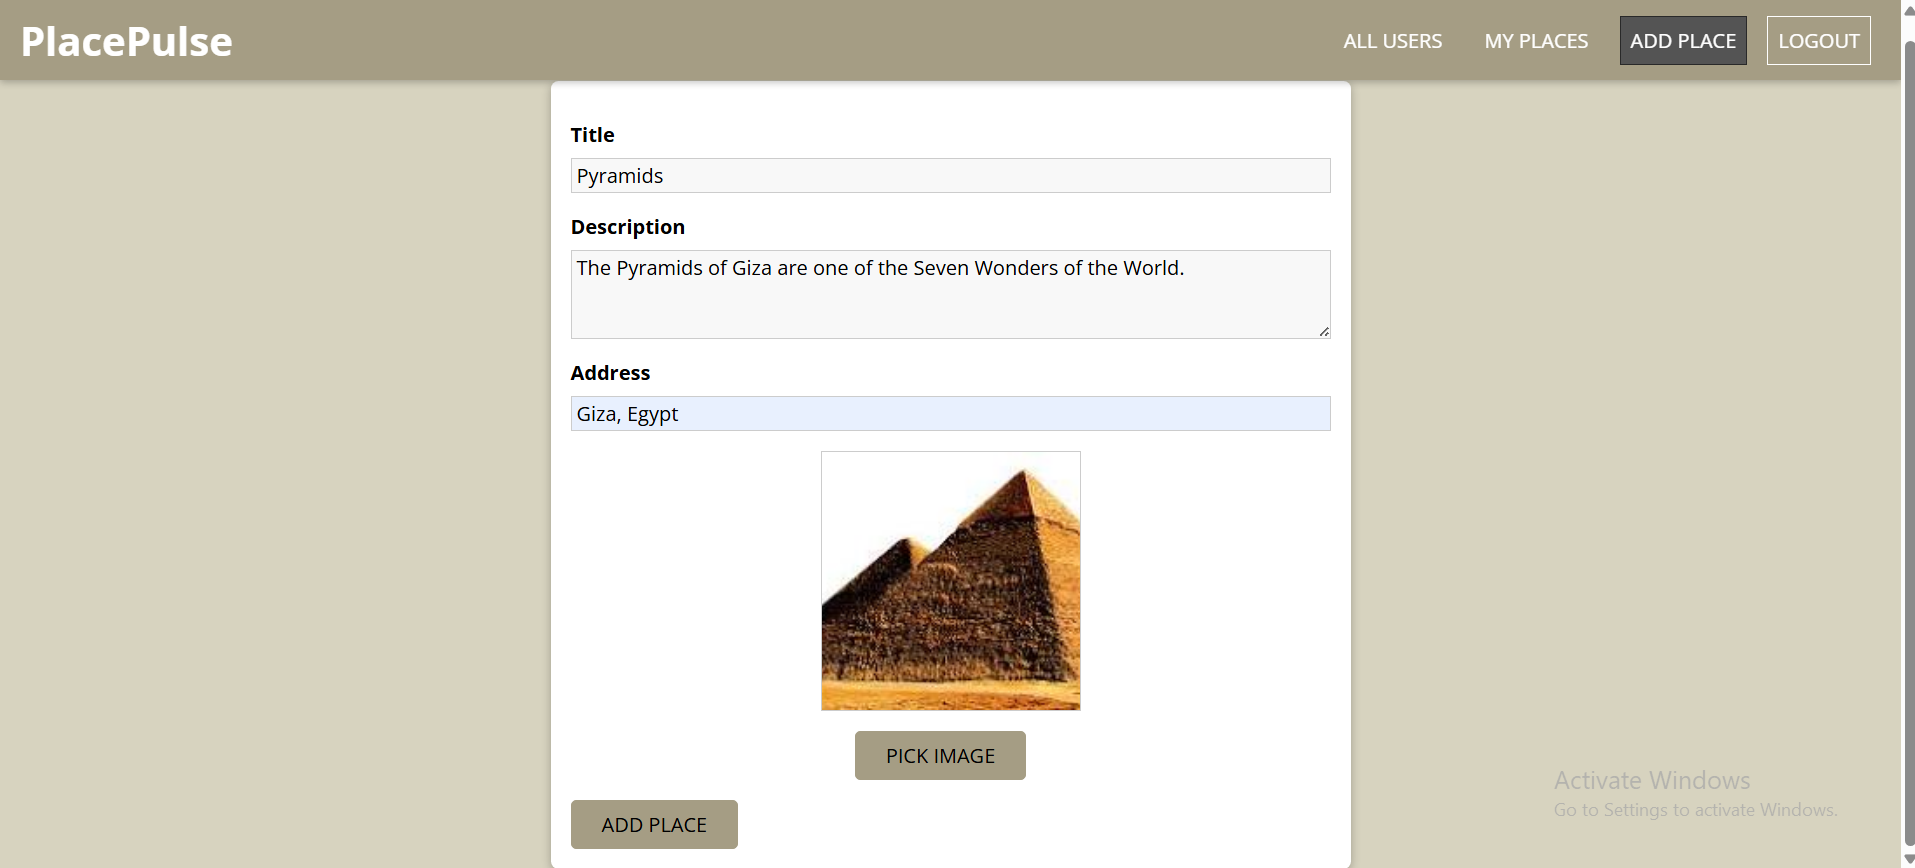 PlacePulse
ALL USERS
MY PLACES
ADD PLACE
LOGOUT
Title
Pyramids
Description
The Pyramids of Giza are one of the Seven Wonders of the World.
Address
Giza, Egypt
PICK IMAGE
ADD PLACE
Activate Windows
Go to Settings to activate Windows.